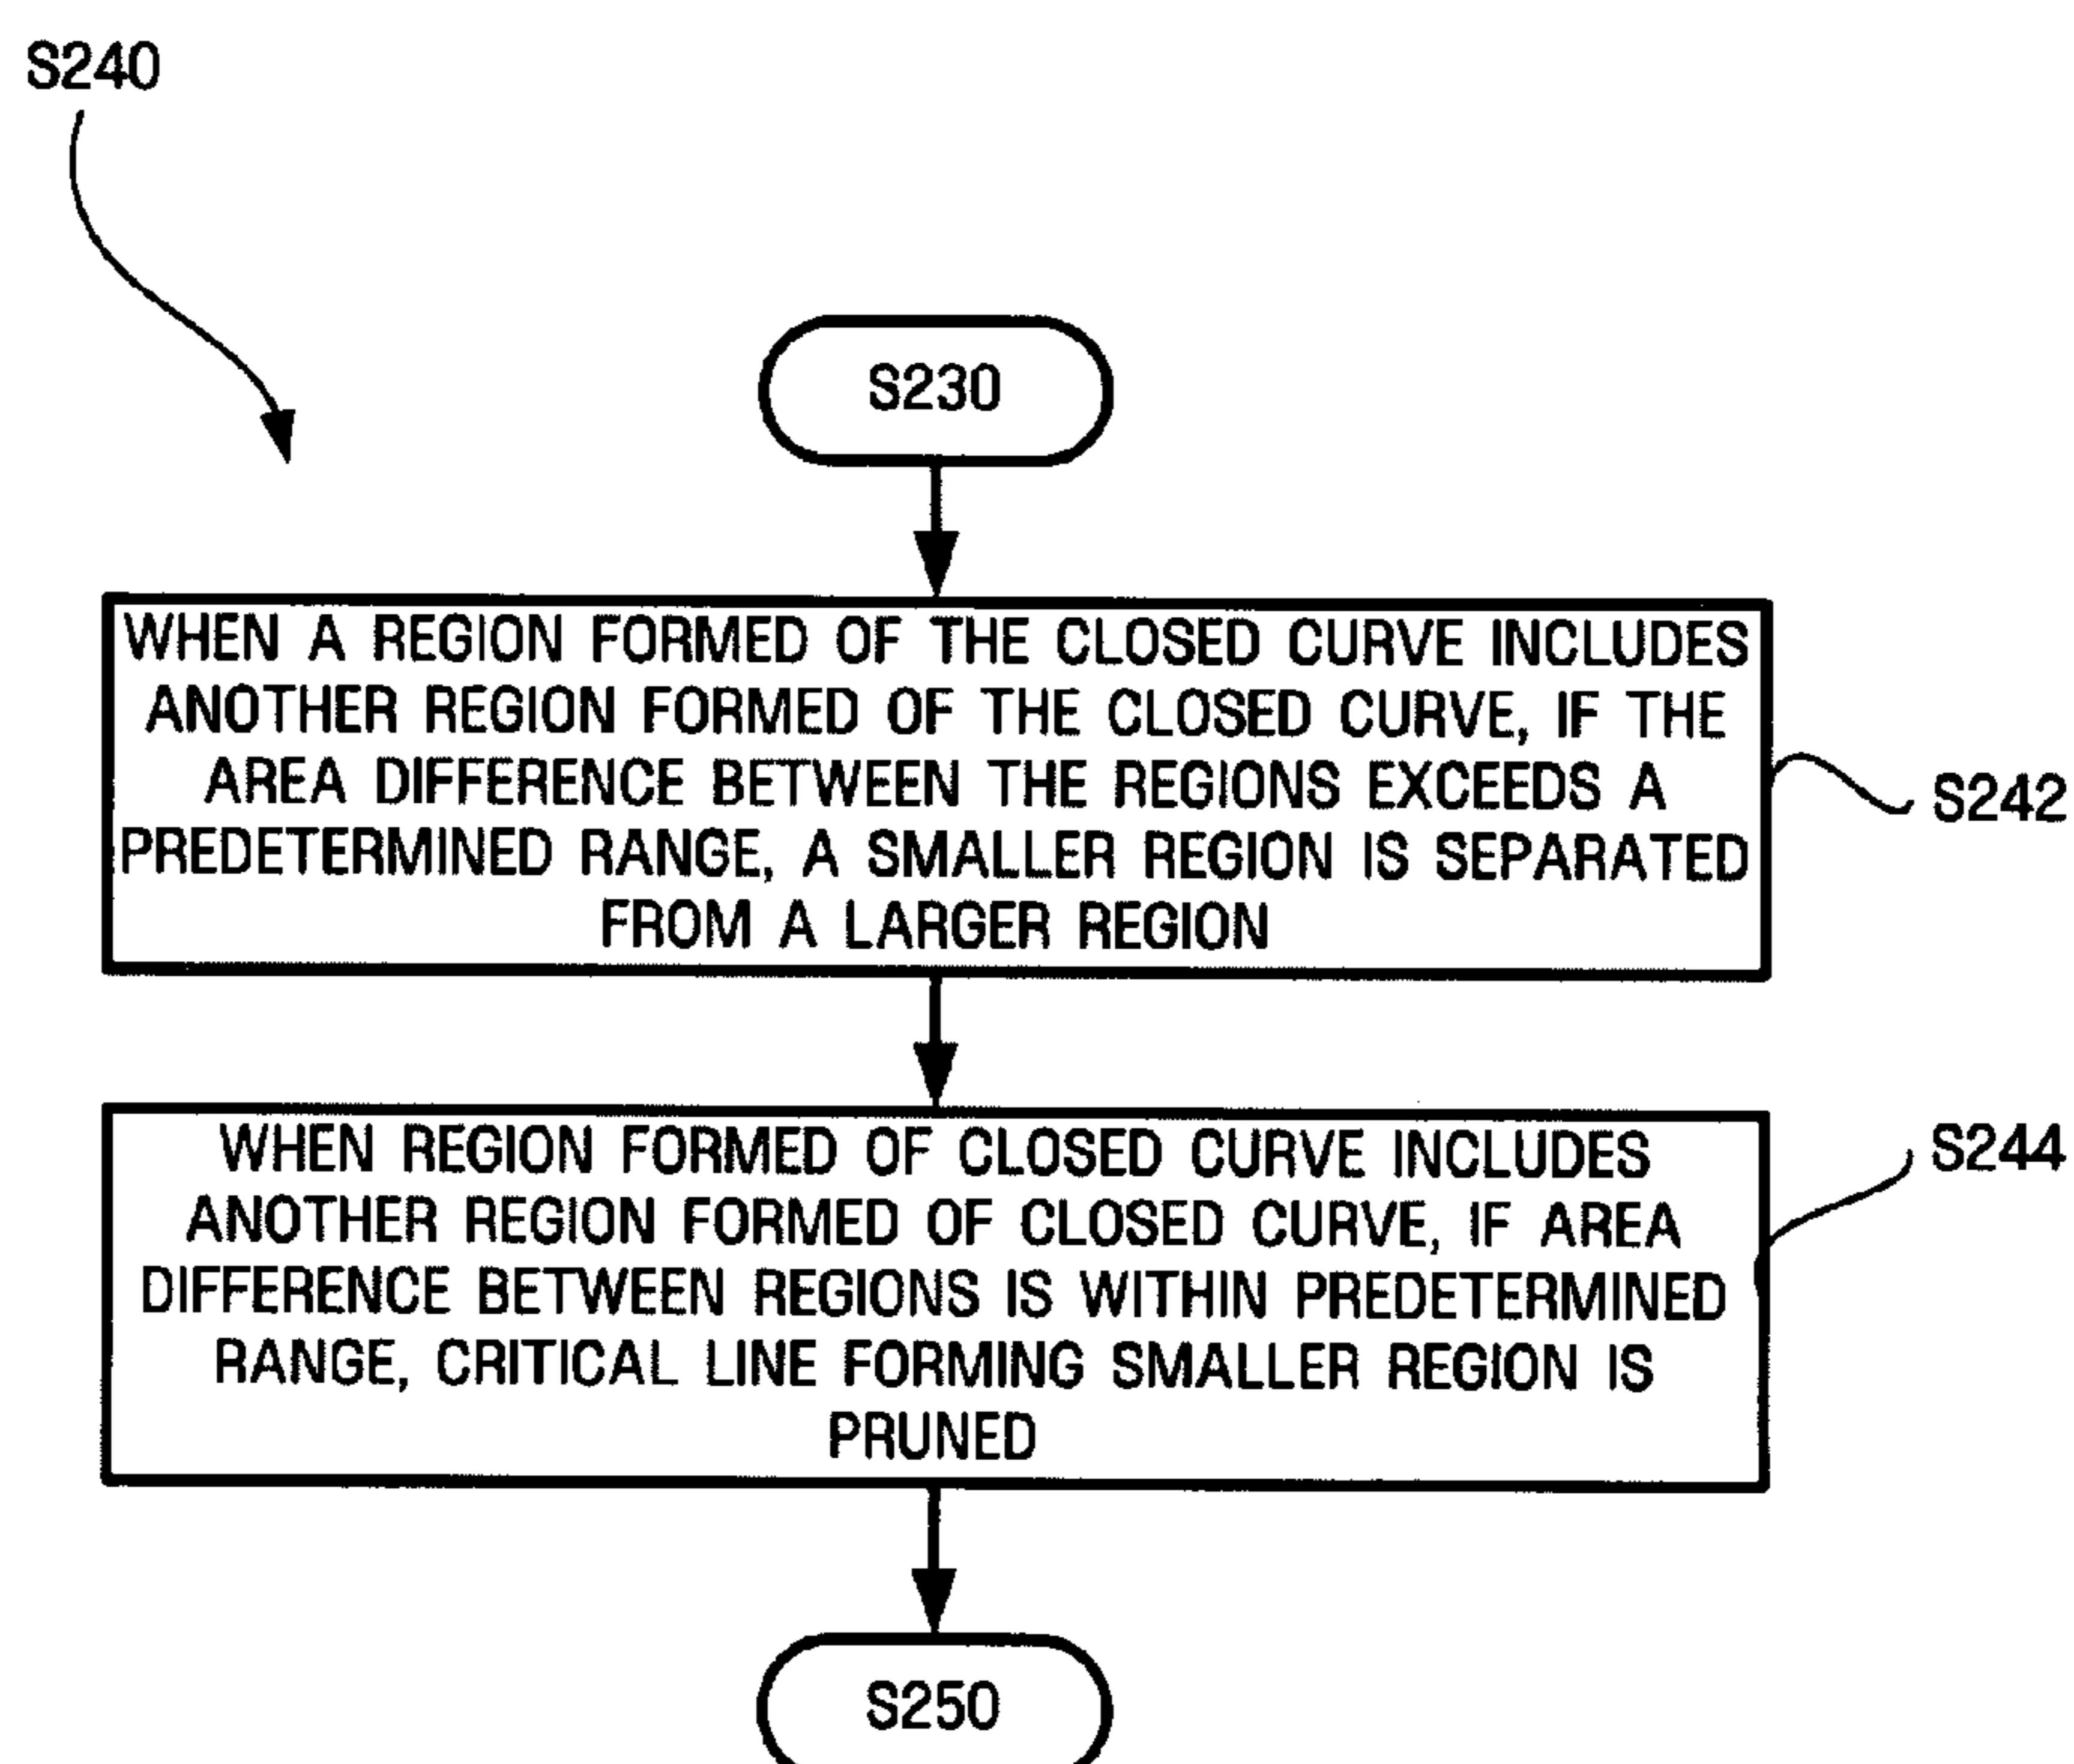 S240
S230
WHEN A REGION FORMED OF THE CLOSED CURVE INCLUDES
ANOTHER REGION FORMED OF THE CLOSED CURVE, IF THE
AREA DIFFERENCE BETWEEN THE REGIONS EXCEEDS A
PREDETERMINED RANGE, A SMALLER REGION IS SEPARATED
FROM A LARGER REGION
S242
WHEN REGION FORMED OF CLOSED CURVE INCLUDES
ANOTHER REGION FORMED OF CLOSED CURVE, IF AREA
DIFFERENCE BETWEEN REGIONS IS WITHIN PREDETERMINED
RANGE, CRITICAL LINE FORMING SMALLER REGION IS
PRUNED
S244
S250